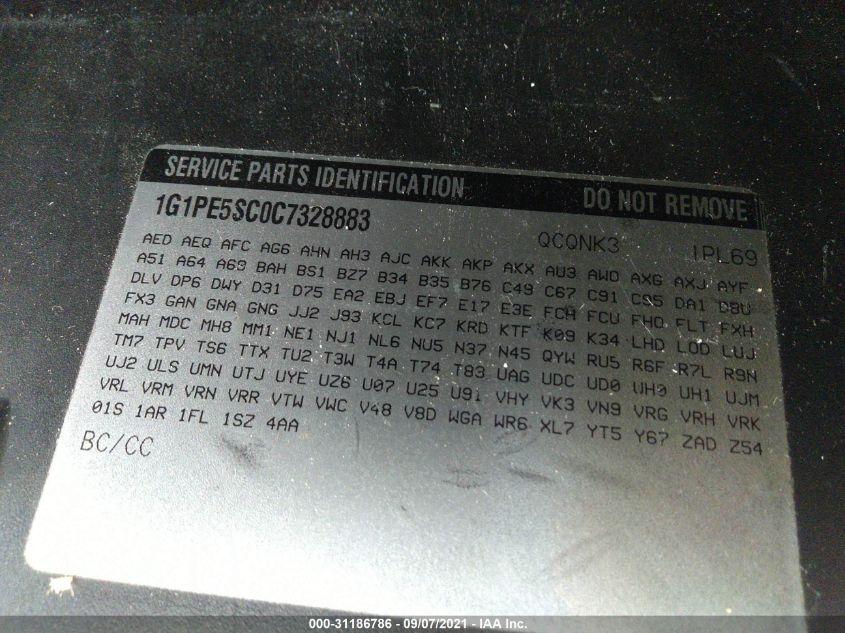 SERVICE PARTS IDENTIFICATION DO NOT REMOVE
1G1PE5SC0C7328883 QCQNK3 1PL69
AED AEQ AFC AG6 AHN AH3 AJC AKK AKP AKX AU3 AWO AXG AXJ AYF
A51 A64 A69 BAH BS1 BZ7 B34 B35 B76 C49 C67 C91 C95 DA1 D8U
DLV DP6 DWY D31 D75 EA2 EBJ EF7 E17 E3E FCH FCU FHO FLT FXH
FX3 GAN GNA GNG JJ2 J93 KCL KC7 KRD KTF K09 K34 LHD LOD LUJ
MAH MDC MH8 MM1 NE1 NJ1 NL6 NU5 N37 N45 QYW RU5 R6F R7L R9N
TM7 TPV TS6 TTX TU2 T3W T4A T74 T83 UAG UDC UD0 UH0 UH1 UJM
UJ2 ULS UMN UTJ UYE UZ6 U07 U25 U91 VHY VK3 VN9 VRG VRH VRK
VRL VRM VRN VRR VTW VWC V48 V8D WGA WR6 XL7 YT5 Y67 ZAD Z54
01S 1AR 1FL 1SZ 4AA
BC/CC
000-31186786 - 09/07/2021 - IAA Inc.